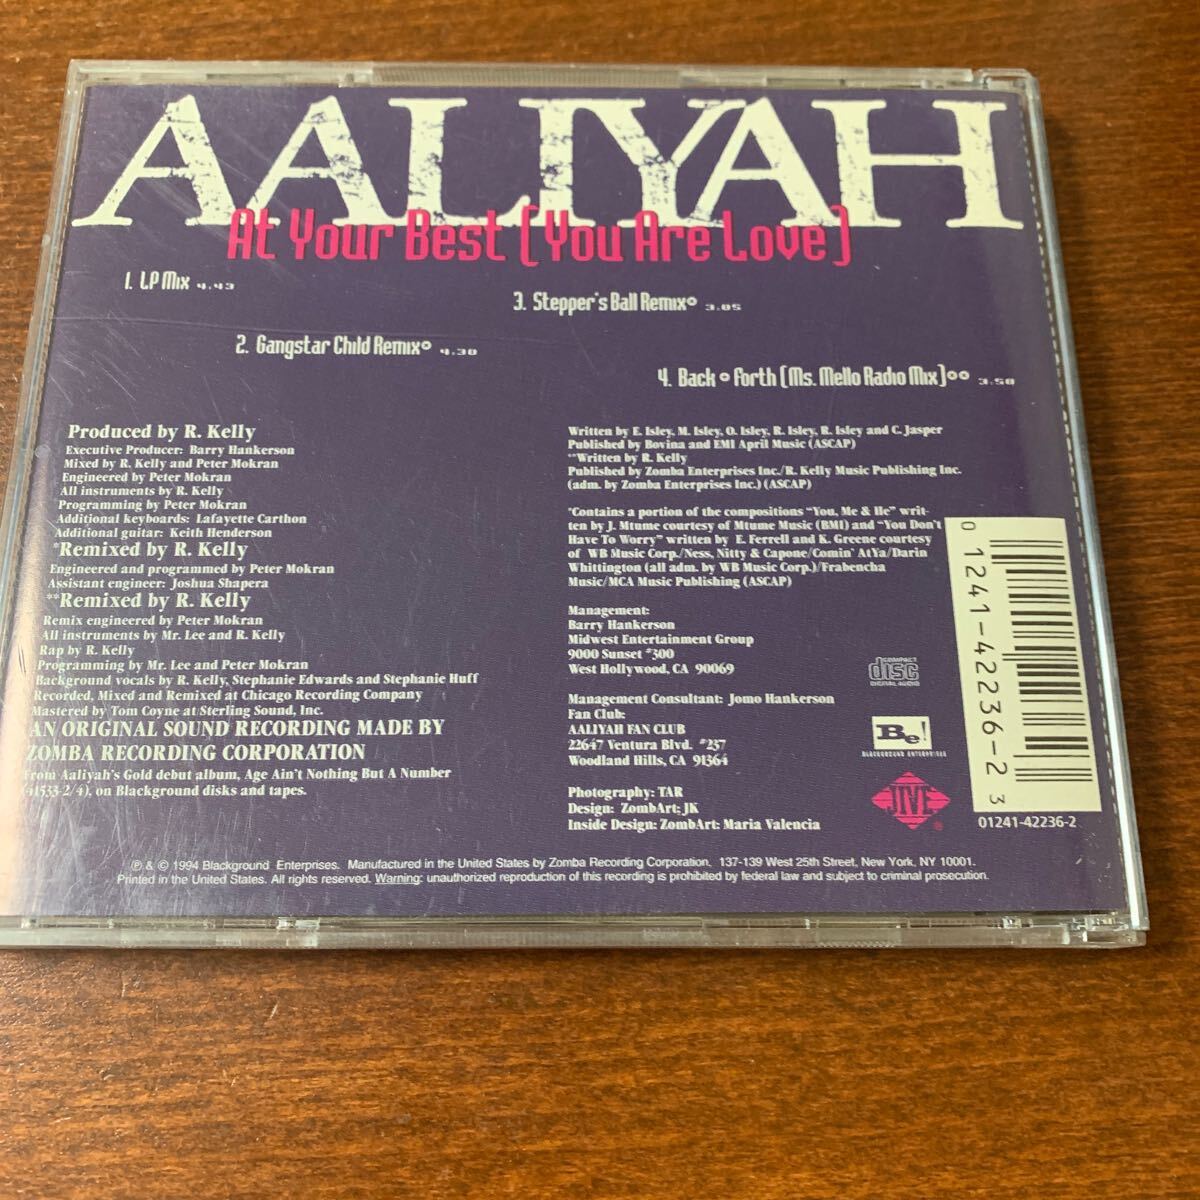 AALIYAH
At Your Best (You Are Love)
1. LP Mix 4.43
2. Gangstar Child Remix° 4.30
3. Stepper's Ball Remix° 3.05
4. Back & Forth (Ms. Mello Radio Mix)°° 3.50
Produced by R. Kelly
Executive Producer: Barry Hankerson
Mixed by R. Kelly and Peter Mokran
Engineered by Peter Mokran
All instruments by R. Kelly
Programming by Peter Mokran
Additional keyboards: Lafayette Carthon
Additional guitar: Keith Henderson
*Remixed by R. Kelly
Engineered and programmed by Peter Mokran
Assistant engineer: Joshua Shapera
**Remixed by R. Kelly
Remix engineered by Peter Mokran
All instruments by Mr. Lee and R. Kelly
Rap by R. Kelly
Programming by Mr. Lee and Peter Mokran
Background vocals by R. Kelly, Stephanie Edwards and Stephanie Huff
Recorded, Mixed and Remixed at Chicago Recording Company
Mastered by Tom Coyne at Sterling Sound, Inc.
AN ORIGINAL SOUND RECORDING MADE BY
ZOMBA RECORDING CORPORATION
From Aaliyah's Gold debut album, Age Ain't Nothing But A Number
(41533-2/4), on Blackground disks and tapes.
Written by E. Isley, M. Isley, O. Isley, R. Isley, R. Isley and C. Jasper
Published by Bovina and EMI April Music (ASCAP)
**Written by R. Kelly
Published by Zomba Enterprises Inc./R. Kelly Music Publishing Inc.
(adm. by Zomba Enterprises Inc.) (ASCAP)
*Contains a portion of the compositions "You, Me & He" writ-
ten by J. Mtume courtesy of Mtume Music (BMI) and "You Don't
Have To Worry" written by E. Ferrell and K. Greene courtesy
of WB Music Corp./Ness, Nitty & Capone/Comin' AtYa/Darin
Whittington (all adm. by WB Music Corp.)/Frabencha
Music/MCA Music Publishing (ASCAP)
Management:
Barry Hankerson
Midwest Entertainment Group
9000 Sunset #300
West Hollywood, CA 90069
Management Consultant: Jomo Hankerson
Fan Club:
AALIYAH FAN CLUB
22647 Ventura Blvd. #237
Woodland Hills, CA 91364
Photography: TAR
Design: ZombArt; JK
Inside Design: ZombArt: Maria Valencia
COMPACT
disc
DIGITAL AUDIO
Be!
BLACKGROUND ENTERPRISES
JIVE®
0 1241-42236-2 3
01241-42236-2
℗ & © 1994 Blackground Enterprises. Manufactured in the United States by Zomba Recording Corporation. 137-139 West 25th Street, New York, NY 10001.
Printed in the United States. All rights reserved. Warning: unauthorized reproduction of this recording is prohibited by federal law and subject to criminal prosecution.